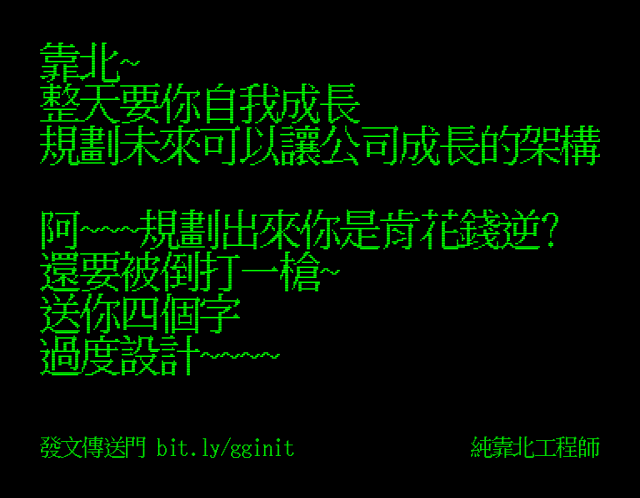 靠北~
整天要你自我成長
規劃未來可以讓公司成長的架構
阿~~~規劃出來你是肯花錢逆?
還要被倒打一槍~
送你四個字
過度設計~~~~
發文傳送門 bit.ly/gginit
純靠北工程師